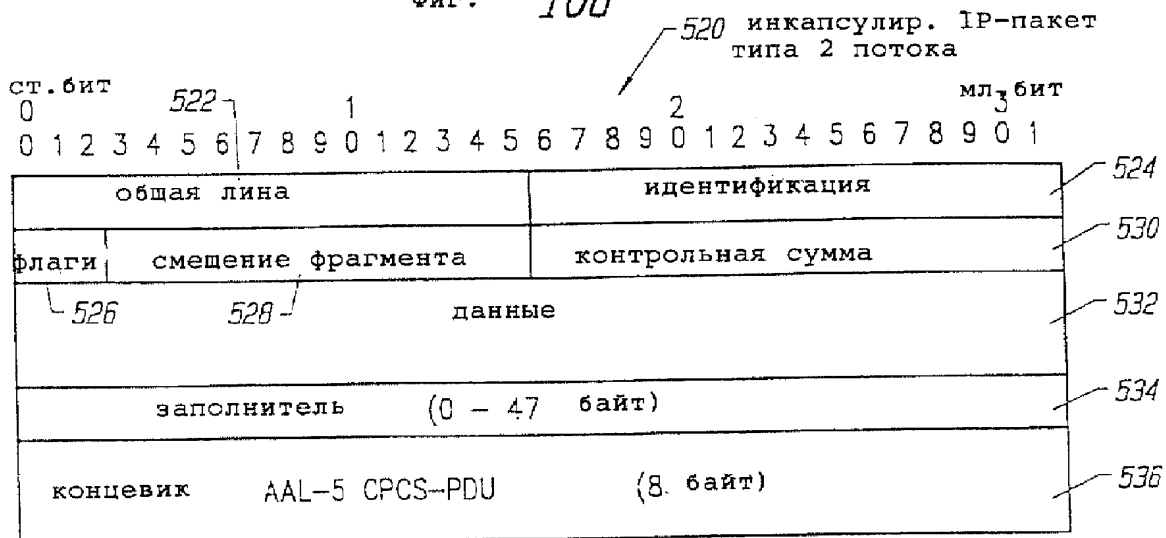 фиг. 10б
520 инкапсулир. IP-пакет
типа 2 потока
ст.бит мл.бит
522
0 1 2 3
0 1 2 3 4 5 6 7 8 9 0 1 2 3 4 5 6 7 8 9 0 1 2 3 4 5 6 7 8 9 0 1
общая лина идентификация 524
флаги смещение фрагмента контрольная сумма 530
526 528
данные 532
заполнитель (0 – 47 байт) 534
концевик AAL-5 CPCS-PDU (8. байт) 536